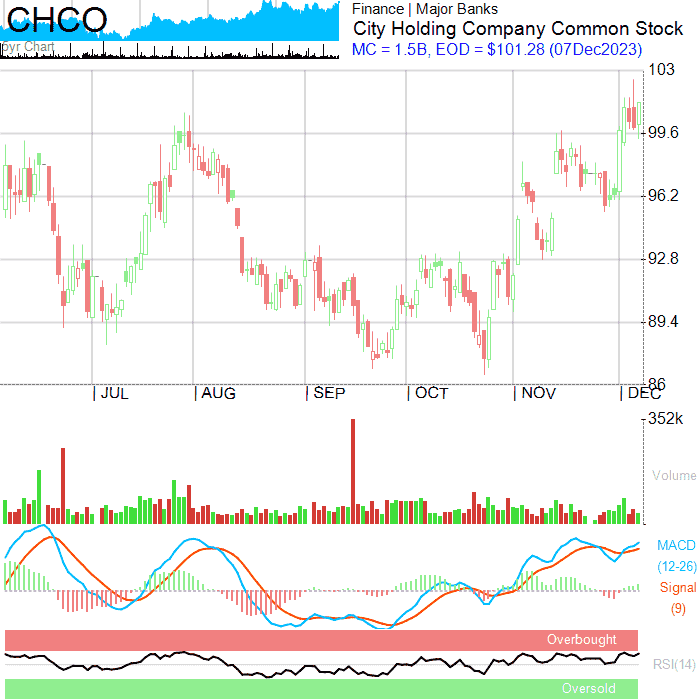 CHCO
5yr Chart
Finance | Major Banks
City Holding Company Common Stock
MC = 1.5B, EOD = $101.28 (07Dec2023)
103
99.6
96.2
92.8
89.4
86
JUL AUG SEP OCT NOV DEC
352k
Volume
MACD
(12-26)
Signal
(9)
Overbought
RSI(14)
Oversold